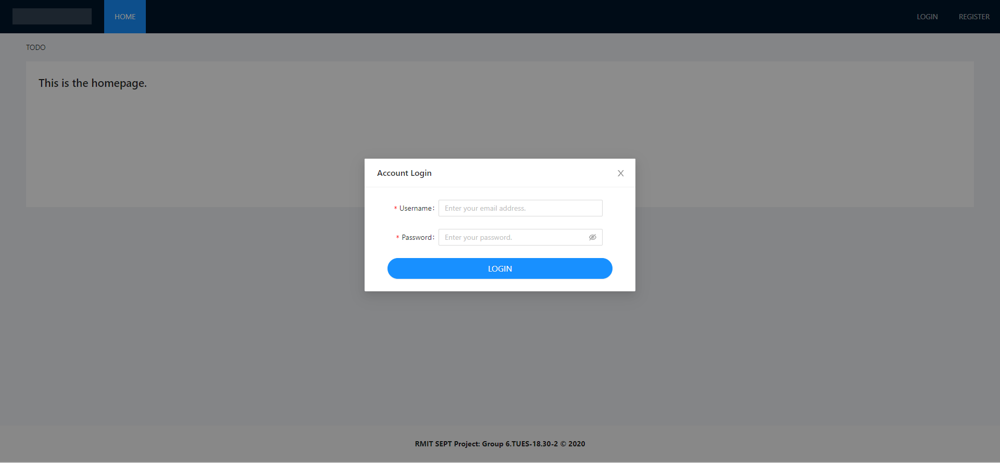 HOME
LOGIN
REGISTER
TODO
This is the homepage.
Account Login
* Username:
Enter your email address.
* Password:
Enter your password.
LOGIN
RMIT SEPT Project: Group 6.TUES-18.30-2 © 2020